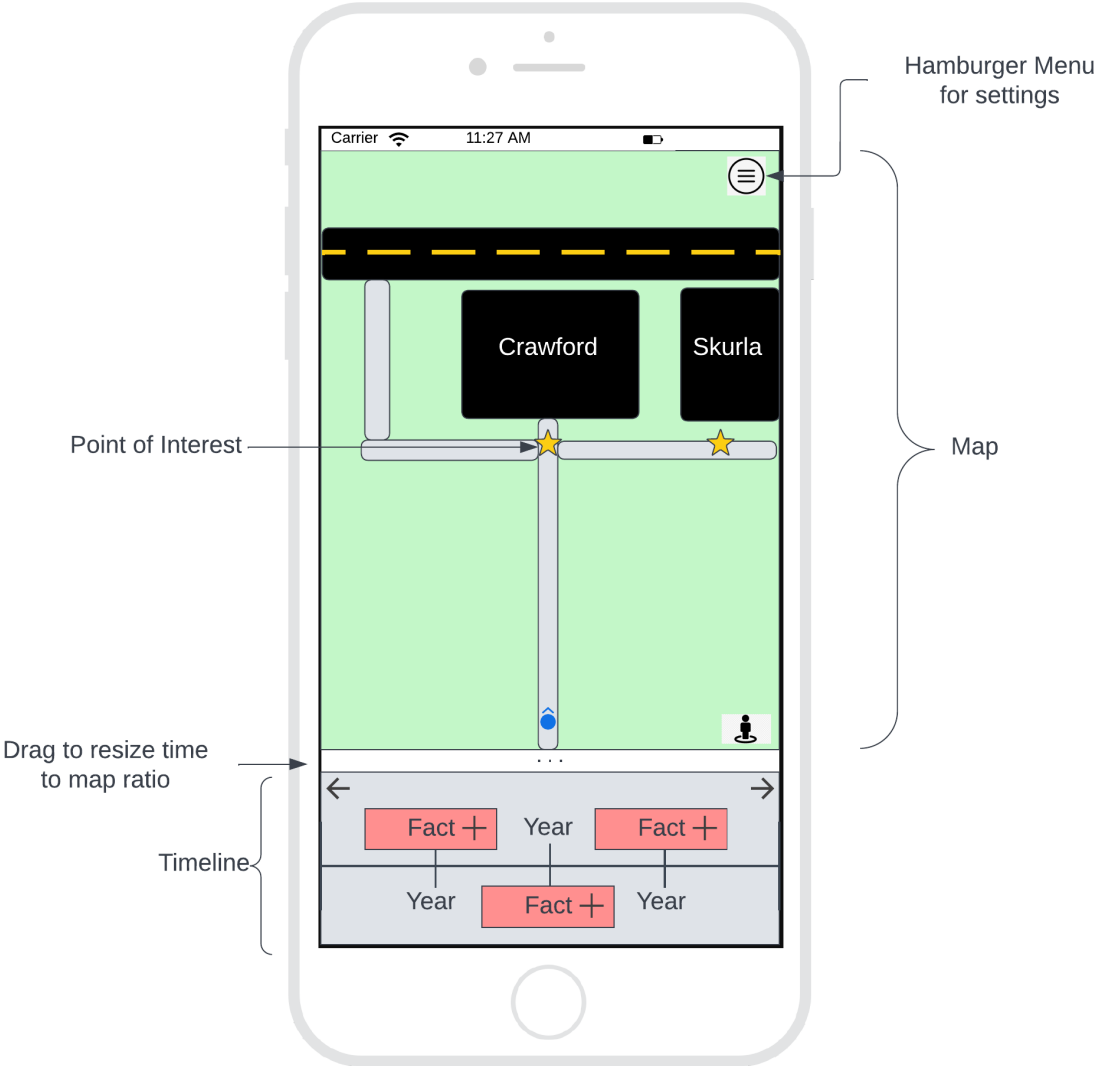 Hamburger Menu
for settings
Carrier 11:27 AM
Crawford
Skurla
Point of Interest
Map
Drag to resize time
to map ratio
. . .
Fact
Year
Fact
Timeline
Year
Fact
Year